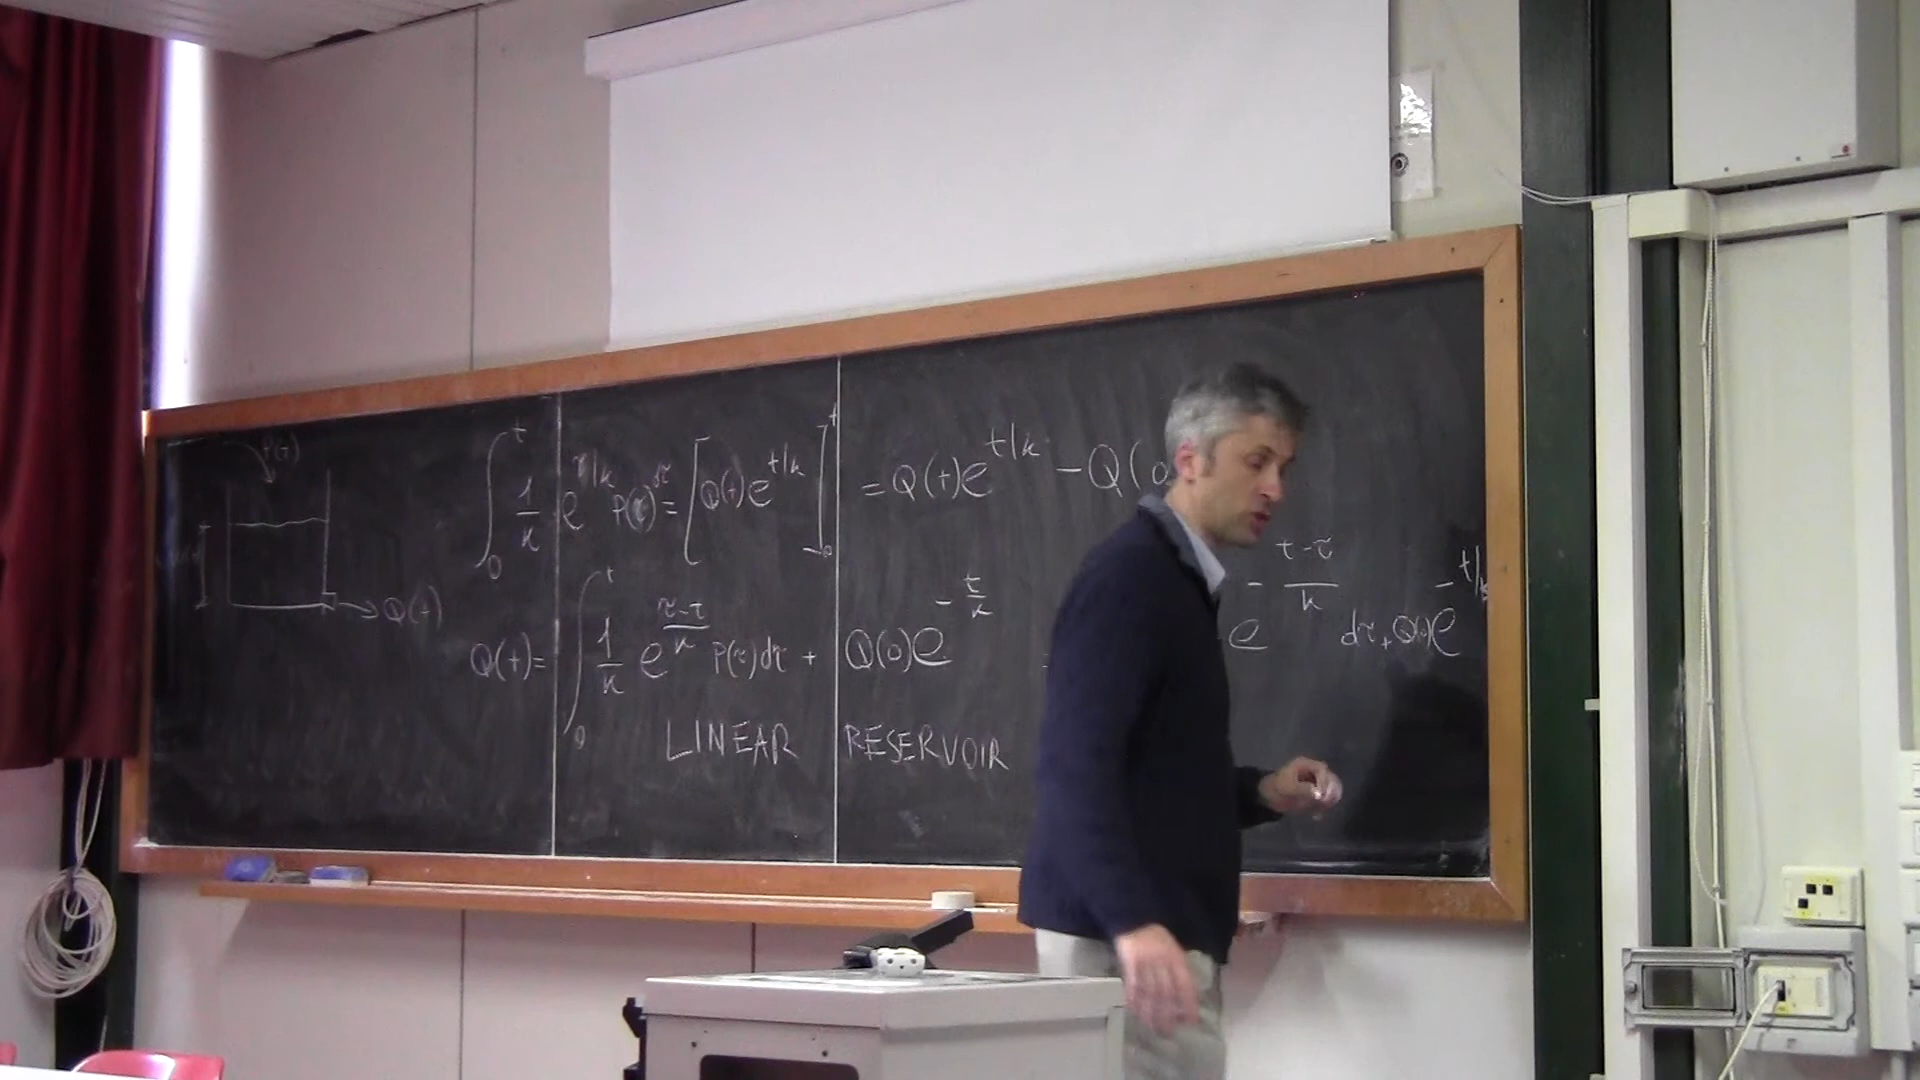 P(τ)
Q(t)
∫₀ᵗ 1/k e^{τ/k} P(τ)dτ = [Q(t)e^{t/k}]₀ᵗ = Q(t)e^{t/k} - Q(0
Q(t) = ∫₀ᵗ 1/k e^{(τ-t)/k} P(τ)dτ + Q(0)e^{-t/k} = e^{-(t-τ)/k} dτ + Q(0)e^{-t/k}
LINEAR RESERVOIR